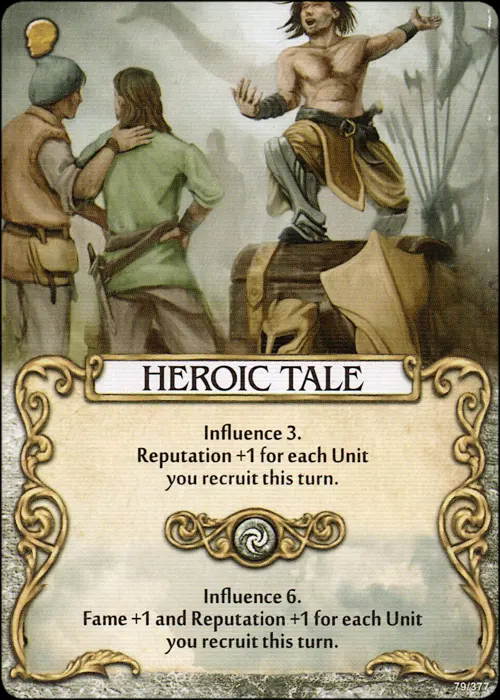 HEROIC TALE
Influence 3.
Reputation +1 for each Unit
you recruit this turn.
Influence 6.
Fame +1 and Reputation +1 for each Unit
you recruit this turn.
79/377